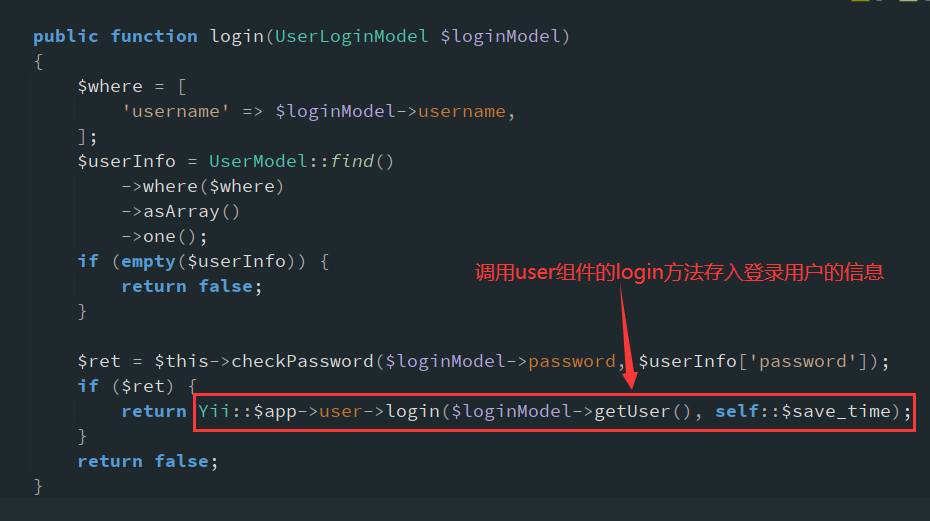 public function login(UserLoginModel $loginModel)
{
    $where = [
        'username' => $loginModel->username,
    ];
    $userInfo = UserModel::find()
        ->where($where)
        ->asArray()
        ->one();
    if (empty($userInfo)) {
调用user组件的login方法存入登录用户的信息
        return false;
    }
    $ret = $this->checkPassword($loginModel->password, $userInfo['password']);
    if ($ret) {
        return Yii::$app->user->login($loginModel->getUser(), self::$save_time);
    }
    return false;
}